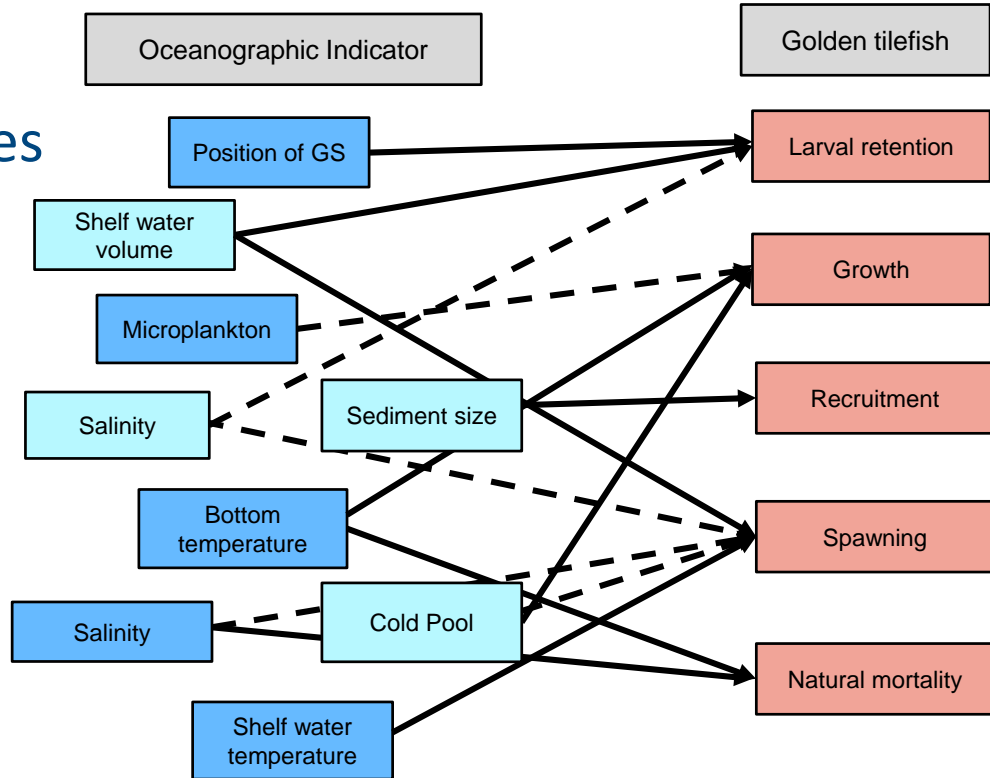 Oceanographic Indicator
Golden tilefish
es
Position of GS
Larval retention
Shelf water
volume
Growth
Microplankton
Recruitment
Salinity
Sediment size
Bottom
temperature
Spawning
Salinity
Cold Pool
Natural mortality
Shelf water
temperature